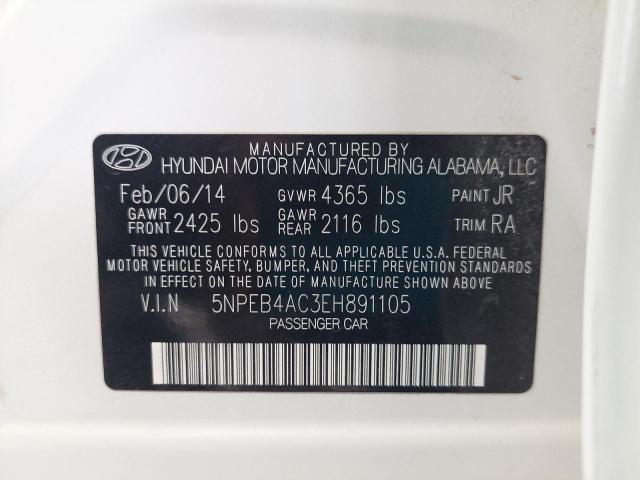 MANUFACTURED BY
HYUNDAI MOTOR MANUFACTURING ALABAMA, LLC
Feb/06/14 GVWR 4365 lbs PAINT JR
GAWR FRONT 2425 lbs GAWR REAR 2116 lbs TRIM RA
THIS VEHICLE CONFORMS TO ALL APPLICABLE U.S.A. FEDERAL
MOTOR VEHICLE SAFETY, BUMPER, AND THEFT PREVENTION
STANDARDS IN EFFECT ON THE DATE OF MANUFACTURE SHOWN ABOVE
V.I.N 5NPEB4AC3EH891105
PASSENGER CAR